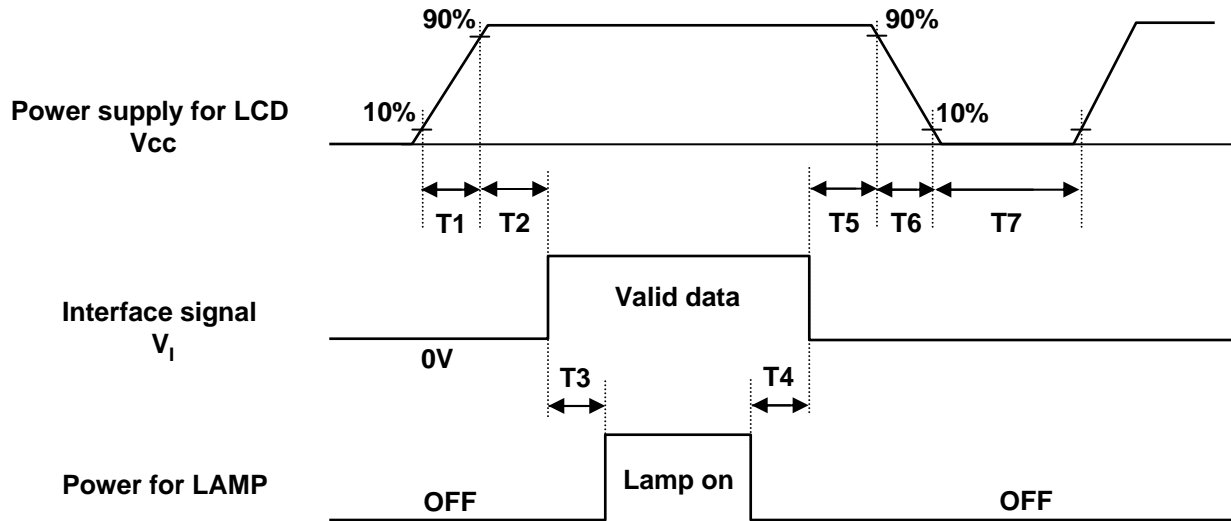 90%
90%
Power supply for LCD
Vcc
10%
10%
T1
T2
T5
T6
T7
Interface signal
VI
Valid data
0V
T3
T4
Power for LAMP
OFF
Lamp on
OFF